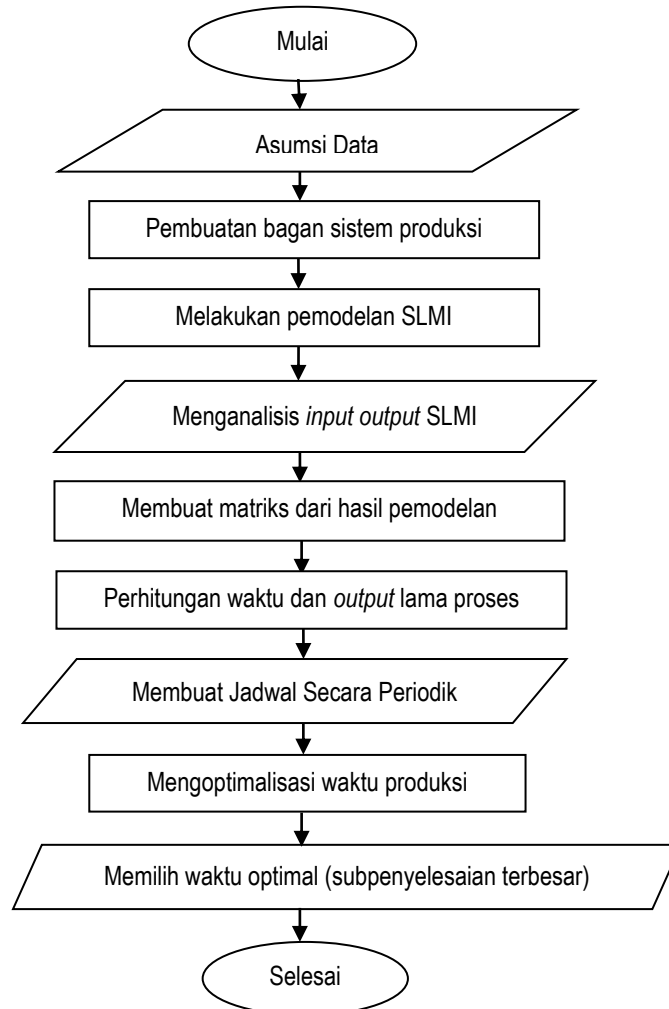 Mulai
Asumsi Data
Pembuatan bagan sistem produksi
Melakukan pemodelan SLMI
Menganalisis input output SLMI
Membuat matriks dari hasil pemodelan
Perhitungan waktu dan output lama proses
Membuat Jadwal Secara Periodik
Mengoptimalisasi waktu produksi
Memilih waktu optimal (subpenyelesaian terbesar)
Selesai